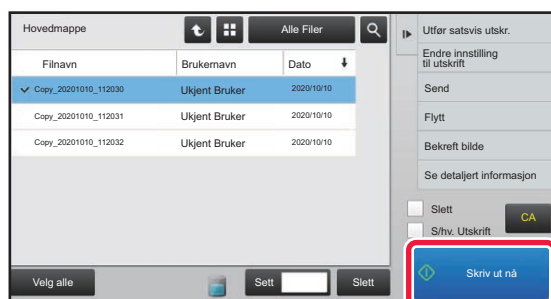 Hovedmappe
Alle Filer
Filnavn Brukernavn Dato
Copy_20201010_112030 Ukjent Bruker 2020/10/10
Copy_20201010_112031 Ukjent Bruker 2020/10/10
Copy_20201010_112032 Ukjent Bruker 2020/10/10
Velg alle
Sett
Slett
Utfør satsvis utskr.
Endre innstilling
til utskrift
Send
Flytt
Bekreft bilde
Se detaljert informasjon
Slett
S/hv. Utskrift
CA
Skriv ut nå